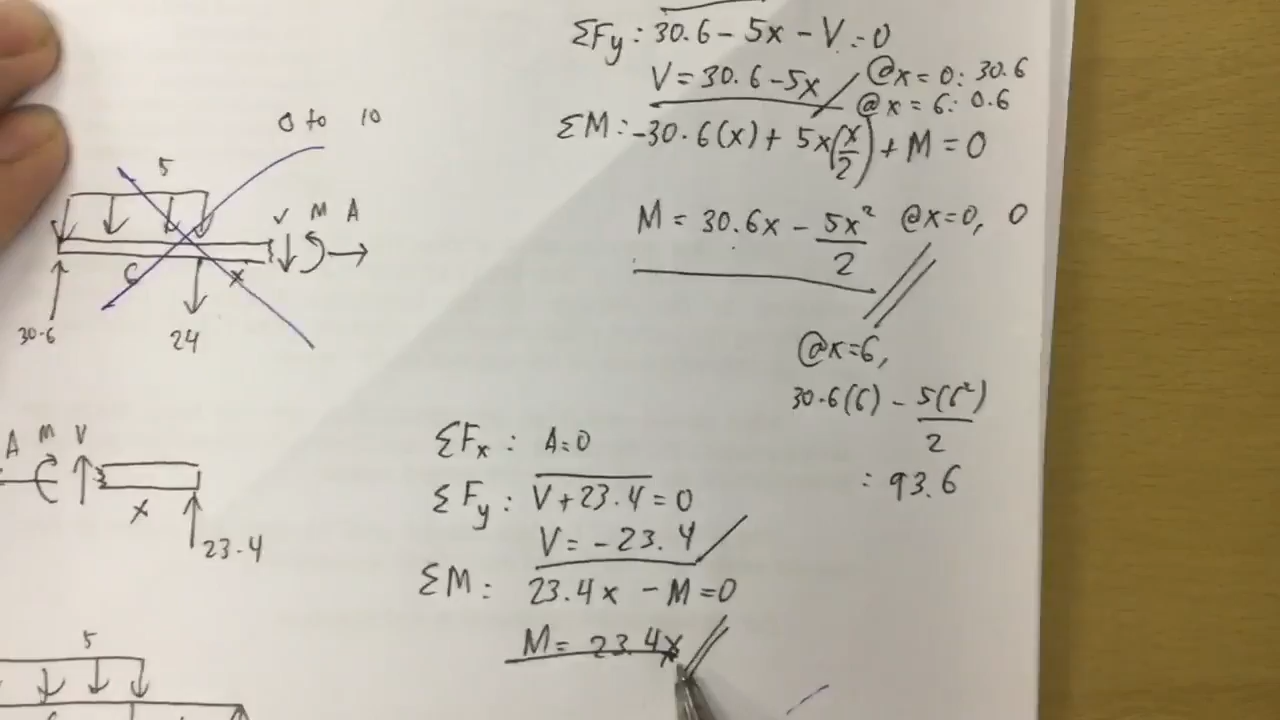 ΣFy : 30.6 - 5x - V = 0
V = 30.6 - 5x @x = 0: 30.6
@x = 6: 0.6
ΣM : -30.6(x) + 5x(x/2) + M = 0
M = 30.6x - 5x²/2 @x=0, 0
@x=6,
30.6(6) - 5(6²)/2
: 93.6
0 to 10
5
V M A
6 x
30.6
24
A M V
x
23.4
ΣFx : A=0
ΣFy : V + 23.4 = 0
V = -23.4
ΣM : 23.4x - M = 0
M = 23.4x
5